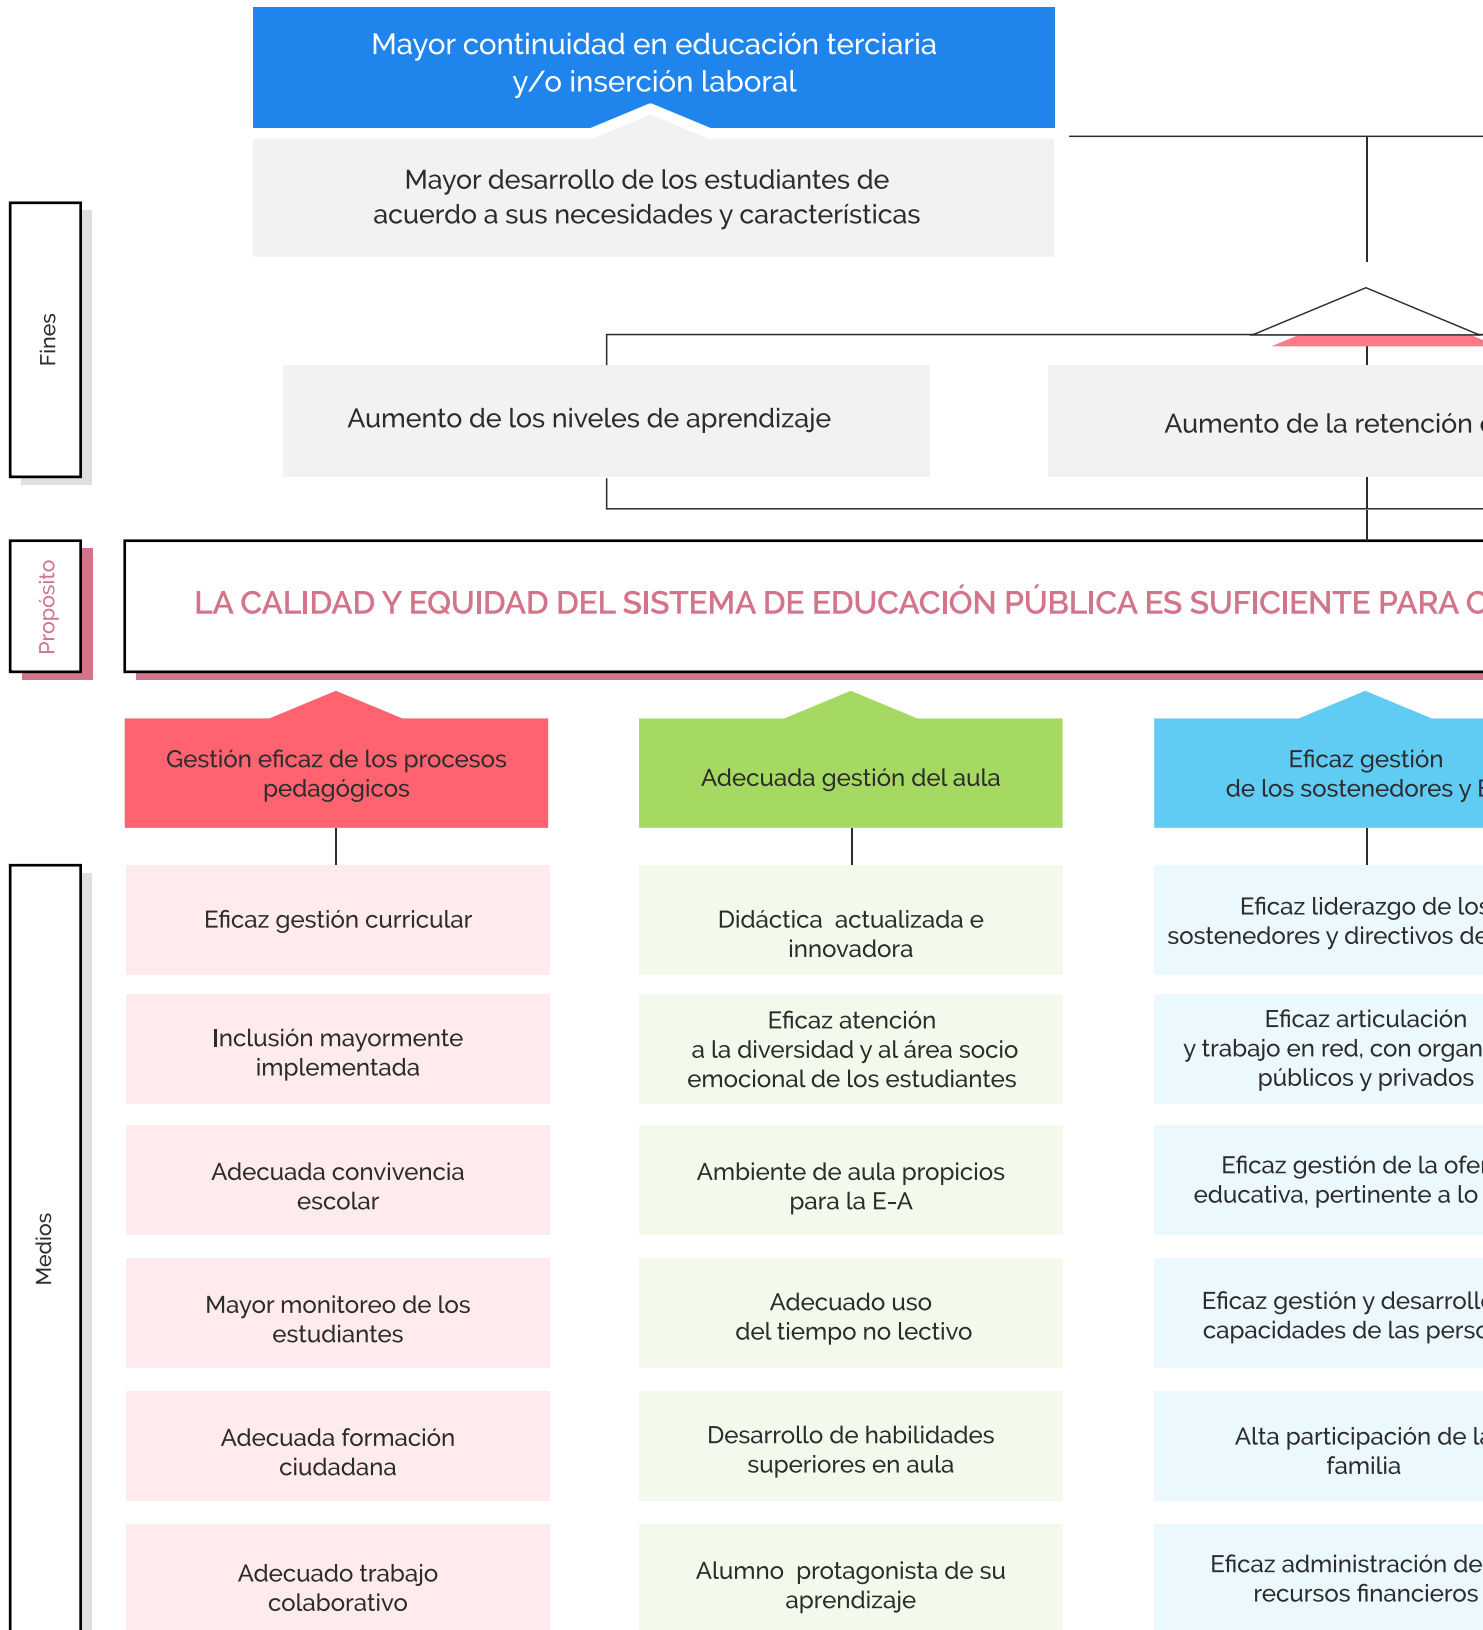 Mayor continuidad en educación terciaria
y/o inserción laboral
Mayor desarrollo de los estudiantes de
acuerdo a sus necesidades y características
Fines
Aumento de los niveles de aprendizaje
Aumento de la retención
Propósito
LA CALIDAD Y EQUIDAD DEL SISTEMA DE EDUCACIÓN PÚBLICA ES SUFICIENTE PARA
Gestión eficaz de los procesos
pedagógicos
Adecuada gestión del aula
Eficaz gestión
de los sostenedores y
Medios
Eficaz gestión curricular
Didáctica actualizada e
innovadora
Eficaz liderazgo de los
sostenedores y directivos de
Inclusión mayormente
implementada
Eficaz atención
a la diversidad y al área socio
emocional de los estudiantes
Eficaz articulación
y trabajo en red, con organ
públicos y privados
Adecuada convivencia
escolar
Ambiente de aula propicios
para la E-A
Eficaz gestión de la ofer
educativa, pertinente a lo
Mayor monitoreo de los
estudiantes
Adecuado uso
del tiempo no lectivo
Eficaz gestión y desarroll
capacidades de las perso
Adecuada formación
ciudadana
Desarrollo de habilidades
superiores en aula
Alta participación de la
familia
Adecuado trabajo
colaborativo
Alumno protagonista de su
aprendizaje
Eficaz administración de
recursos financieros